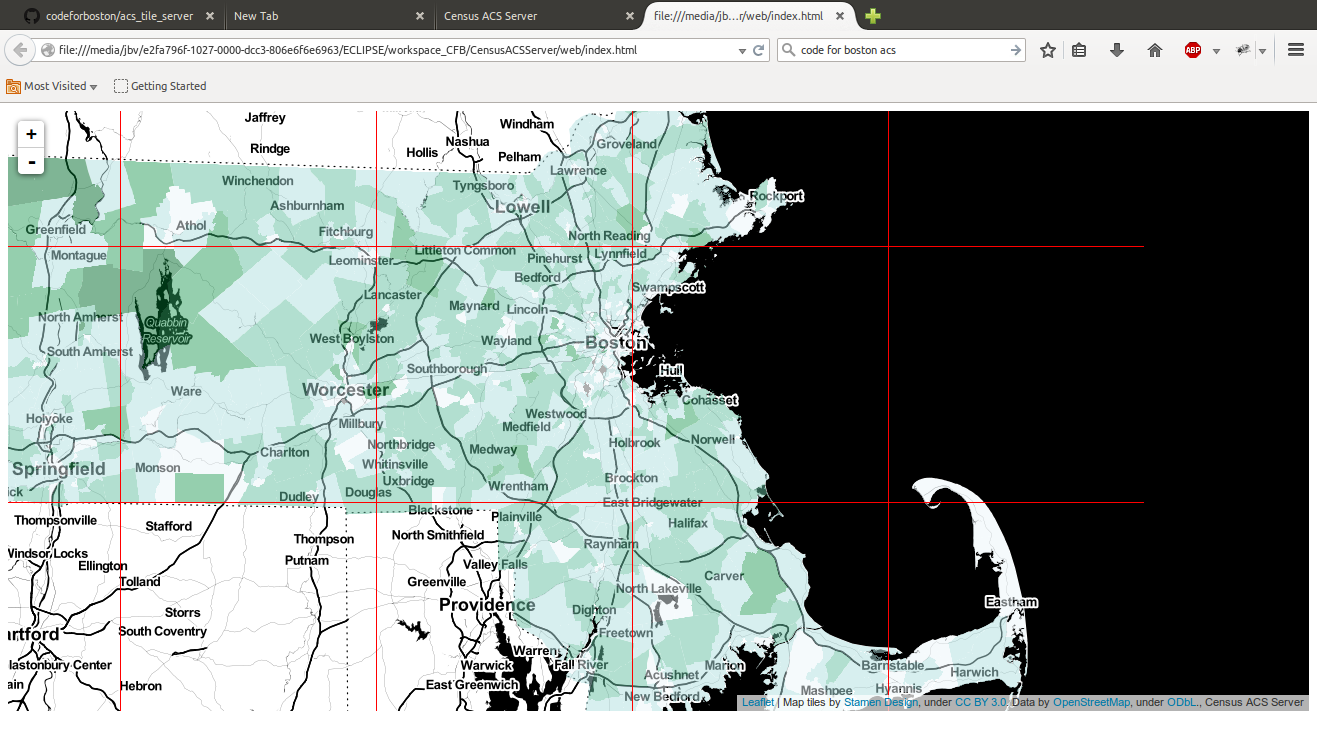 codeforboston/acs_tile_server
New Tab
Census ACS Server
file:///media/jb...r/web/index.html
file:///media/jbv/e2fa796f-1027-0000-dcc3-806e6f6e6963/ECLIPSE/workspace_CFB/CensusACSServer/web/index.html
code for boston acs
ABP
Most Visited
Getting Started
+
-
Jaffrey
Windham
Rindge
Nashua
Hollis
Pelham
Groveland
Lawrence
Winchendon
Tyngsboro
Rockport
Ashburnham
Lowell
Athol
Greenfield
Fitchburg
North Reading
Montague
Leominster
Littleton Common
Pinehurst
Lynnfield
Bedford
Swampscott
Lancaster
Maynard
Lincoln
North Amherst
Quabbin
Reservoir
West Boylston
Wayland
Boston
South Amherst
Southborough
Hull
Ware
Worcester
Cohasset
Holyoke
Westwood
Millbury
Medfield
Northbridge
Holbrook
Norwell
Charlton
Medway
Springfield
Monson
Whitinsville
Uxbridge
Brockton
ick
Dudley
Douglas
Wrentham
East Bridgewater
Blackstone
Plainville
Thompsonville
Stafford
Halifax
Thompson
North Smithfield
Raynham
Windsor Locks
Putnam
Valley Falls
Ellington
Tolland
Greenville
Carver
North Lakeville
Storrs
Providence
Dighton
Eastham
South Coventry
artford
Freetown
Warren
Glastonbury Center
Warwick
Fall River
Marion
Barnstable
Harwich
Acushnet
ain
Hebron
East Greenwich
New Bedford
Mashpee
Hyannis
Leaflet | Map tiles by Stamen Design, under CC BY 3.0. Data by OpenStreetMap, under ODbL., Census ACS Server